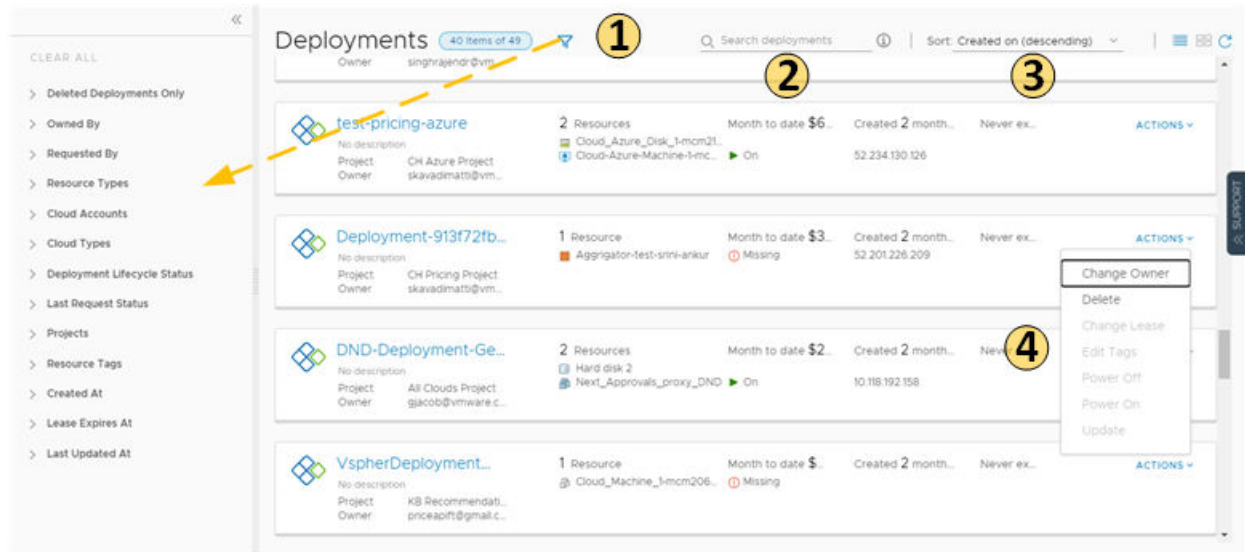 CLEAR ALL
Deleted Deployments Only
Owned By
Requested By
Resource Types
Cloud Accounts
Cloud Types
Deployment Lifecycle Status
Last Request Status
Projects
Resource Tags
Created At
Lease Expires At
Last Updated At
Deployments 40 Items of 49 1 Search deployments Sort: Created on (descending)
2 3
Owner singhrajendr@vm...
test-pricing-azure 2 Resources Month to date $6... Created 2 month... Never ex... ACTIONS
No description Cloud_Azure_Disk_1-mcm21...
Project CH Azure Project Cloud-Azure-Machine-1-mc... On 52.234.130.126
Owner skavadimatti@vm...
Deployment-913f72fb... 1 Resource Month to date $3... Created 2 month... Never ex... ACTIONS
No description Aggrigator-test-srini-ankur Missing 52.201.226.209
Project CH Pricing Project
Owner skavadimatti@vm...
Change Owner
Delete
Change Lease
Edit Tags
Power Off
Power On
Update
DND-Deployment-Ge... 2 Resources Month to date $2... Created 2 month... Never 4
No description Hard disk 2
Project All Clouds Project Next_Approvals_proxy_DND On 10.118.192.158
Owner gjacob@vmware.c...
VspherDeployment... 1 Resource Month to date $... Created 2 month... Never ex... ACTIONS
No description Cloud_Machine_1-mcm206... Missing
Project KB Recommendati...
Owner priceapift@gmail.c...
SUPPORT